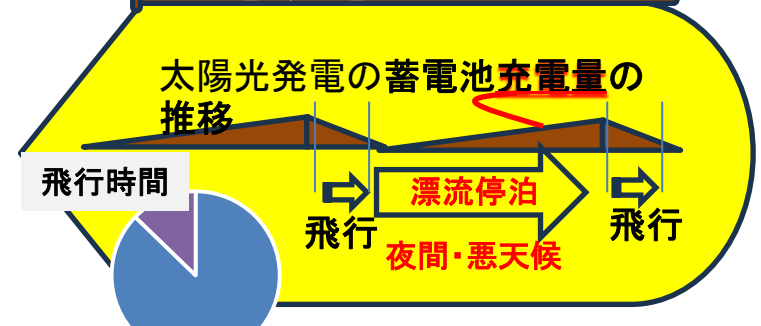 太陽光発電の蓄電池充電量の
推移
飛行時間
飛行
漂流停泊
飛行
夜間・悪天候